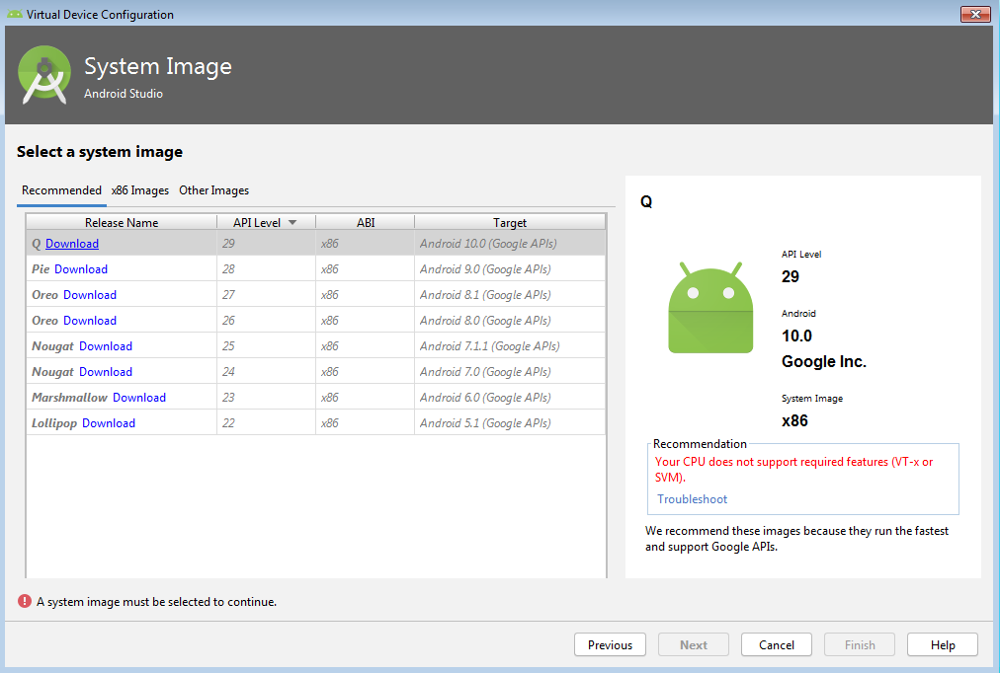 Virtual Device Configuration
System Image
Android Studio
Select a system image
Recommended x86 Images Other Images
Release Name API Level ABI Target
Q Download 29 x86 Android 10.0 (Google APIs)
Pie Download 28 x86 Android 9.0 (Google APIs)
Oreo Download 27 x86 Android 8.1 (Google APIs)
Oreo Download 26 x86 Android 8.0 (Google APIs)
Nougat Download 25 x86 Android 7.1.1 (Google APIs)
Nougat Download 24 x86 Android 7.0 (Google APIs)
Marshmallow Download 23 x86 Android 6.0 (Google APIs)
Lollipop Download 22 x86 Android 5.1 (Google APIs)
Q
API Level
29
Android
10.0
Google Inc.
System Image
x86
Recommendation
Your CPU does not support required features (VT-x or
SVM).
Troubleshoot
We recommend these images because they run the fastest
and support Google APIs.
A system image must be selected to continue.
Previous Next Cancel Finish Help